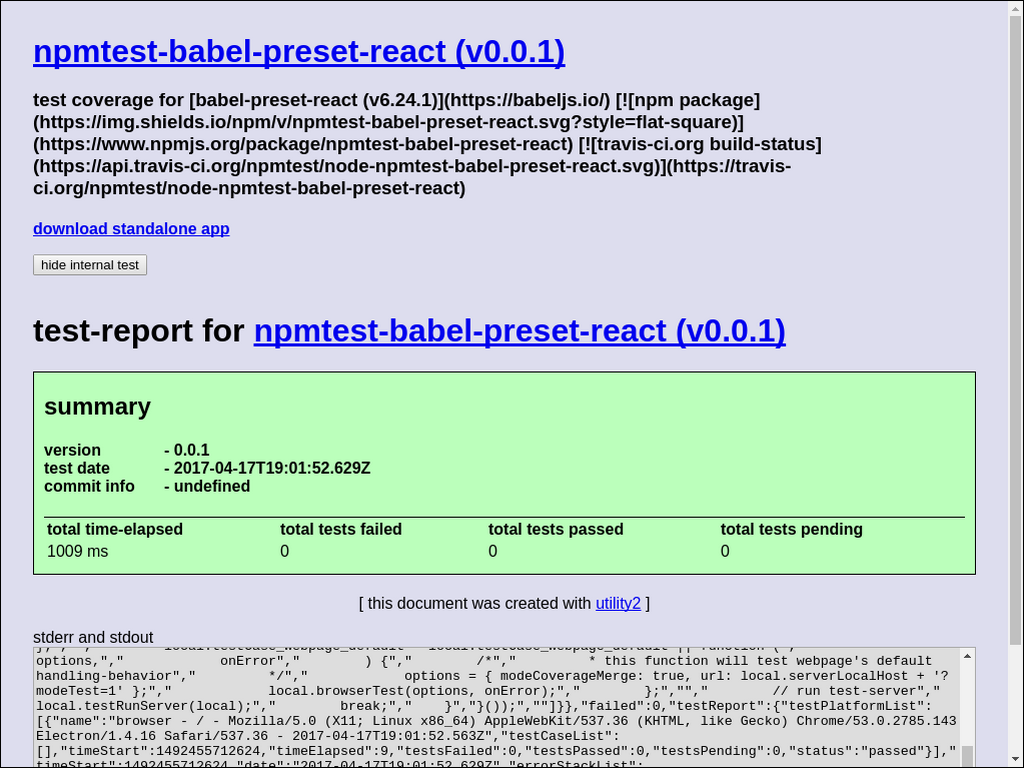 npmtest-babel-preset-react (v0.0.1)
test coverage for [babel-preset-react (v6.24.1)](https://babeljs.io/) [![npm package]
(https://img.shields.io/npm/v/npmtest-babel-preset-react.svg?style=flat-square)]
(https://www.npmjs.org/package/npmtest-babel-preset-react) [![travis-ci.org build-status]
(https://api.travis-ci.org/npmtest/node-npmtest-babel-preset-react.svg)](https://travis-
ci.org/npmtest/node-npmtest-babel-preset-react)
download standalone app
hide internal test
test-report for npmtest-babel-preset-react (v0.0.1)
summary
version - 0.0.1
test date - 2017-04-17T19:01:52.629Z
commit info - undefined
total time-elapsed total tests failed total tests passed total tests pending
1009 ms 0 0 0
[ this document was created with utility2 ]
stderr and stdout
options,","            onError","        ) {","            /*","            * this function will test webpage's default
handling-behavior","            */","            options = { modeCoverageMerge: true, url: local.serverLocalHost + '?
modeTest=1' };","            local.browserTest(options, onError);","        };","","        // run test-server","
local.testRunServer(local);","        break;","    }","}());",""]}},"failed":0,"testReport":{"testPlatformList":
[{"name":"browser - / - Mozilla/5.0 (X11; Linux x86_64) AppleWebKit/537.36 (KHTML, like Gecko) Chrome/53.0.2785.143
Electron/1.4.16 Safari/537.36 - 2017-04-17T19:01:52.563Z","testCaseList":
[],"timeStart":1492455712624,"timeElapsed":9,"testsFailed":0,"testsPassed":0,"testsPending":0,"status":"passed"}],"
timeStart":1492455712624,"date":"2017-04-17T19:01:52.629Z","errorStackList":